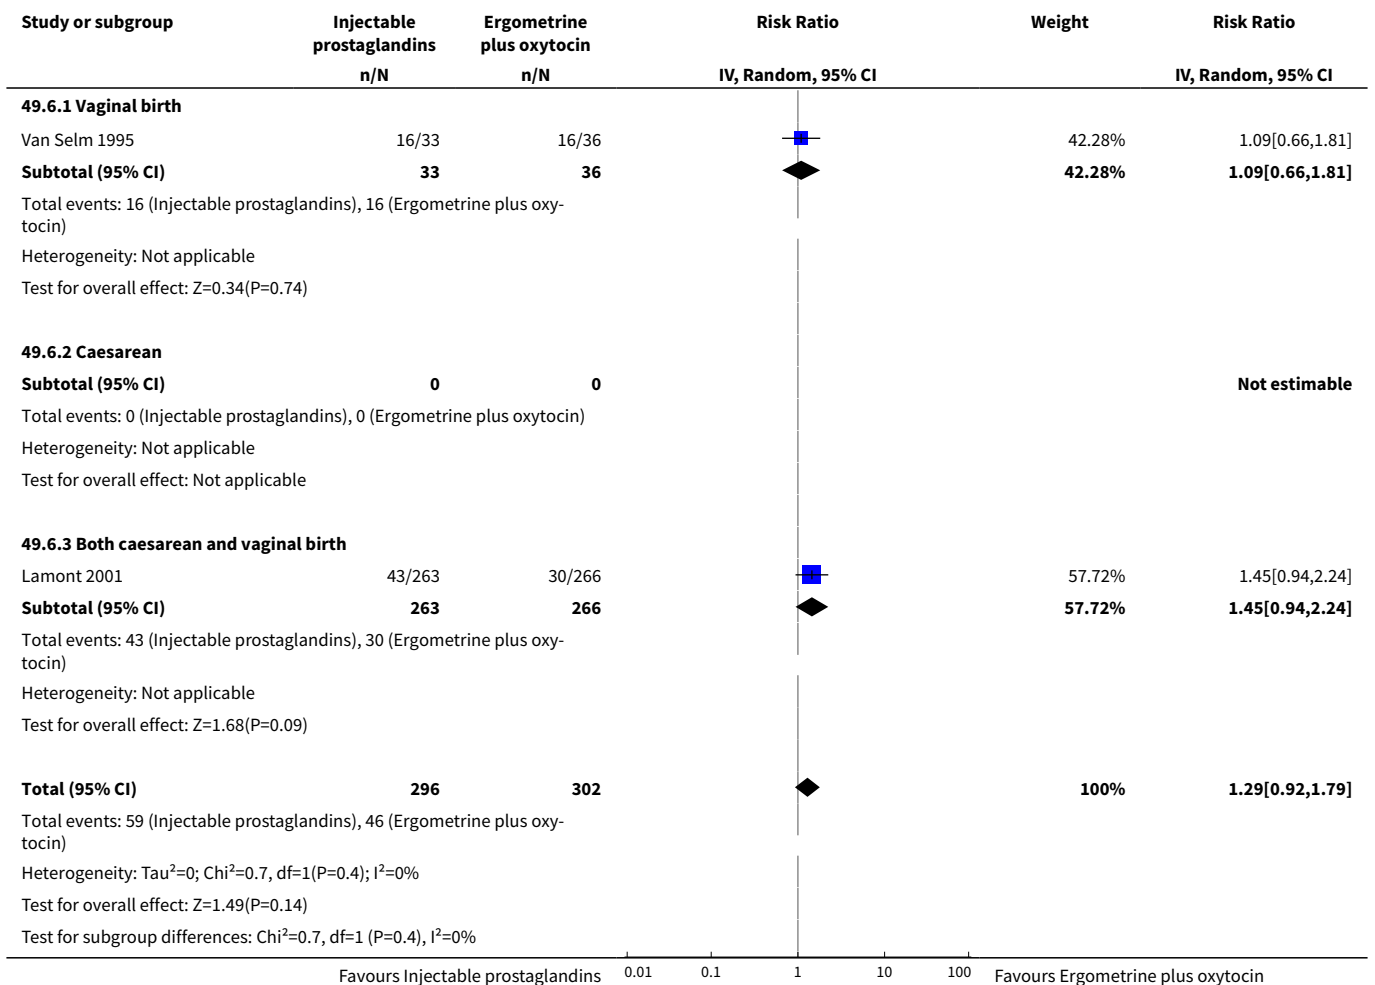 Study or subgroup Injectable prostaglandins Ergometrine plus oxytocin Risk Ratio Weight Risk Ratio
n/N n/N IV, Random, 95% CI IV, Random, 95% CI
49.6.1 Vaginal birth
Van Selm 1995 16/33 16/36 42.28% 1.09[0.66,1.81]
Subtotal (95% CI) 33 36 42.28% 1.09[0.66,1.81]
Total events: 16 (Injectable prostaglandins), 16 (Ergometrine plus oxy-
tocin)
Heterogeneity: Not applicable
Test for overall effect: Z=0.34(P=0.74)
49.6.2 Caesarean
Subtotal (95% CI) 0 0 Not estimable
Total events: 0 (Injectable prostaglandins), 0 (Ergometrine plus oxytocin)
Heterogeneity: Not applicable
Test for overall effect: Not applicable
49.6.3 Both caesarean and vaginal birth
Lamont 2001 43/263 30/266 57.72% 1.45[0.94,2.24]
Subtotal (95% CI) 263 266 57.72% 1.45[0.94,2.24]
Total events: 43 (Injectable prostaglandins), 30 (Ergometrine plus oxy-
tocin)
Heterogeneity: Not applicable
Test for overall effect: Z=1.68(P=0.09)
Total (95% CI) 296 302 100% 1.29[0.92,1.79]
Total events: 59 (Injectable prostaglandins), 46 (Ergometrine plus oxy-
tocin)
Heterogeneity: Tau²=0; Chi²=0.7, df=1(P=0.4); I²=0%
Test for overall effect: Z=1.49(P=0.14)
Test for subgroup differences: Chi²=0.7, df=1 (P=0.4), I²=0%
Favours Injectable prostaglandins 0.01 0.1 1 10 100 Favours Ergometrine plus oxytocin